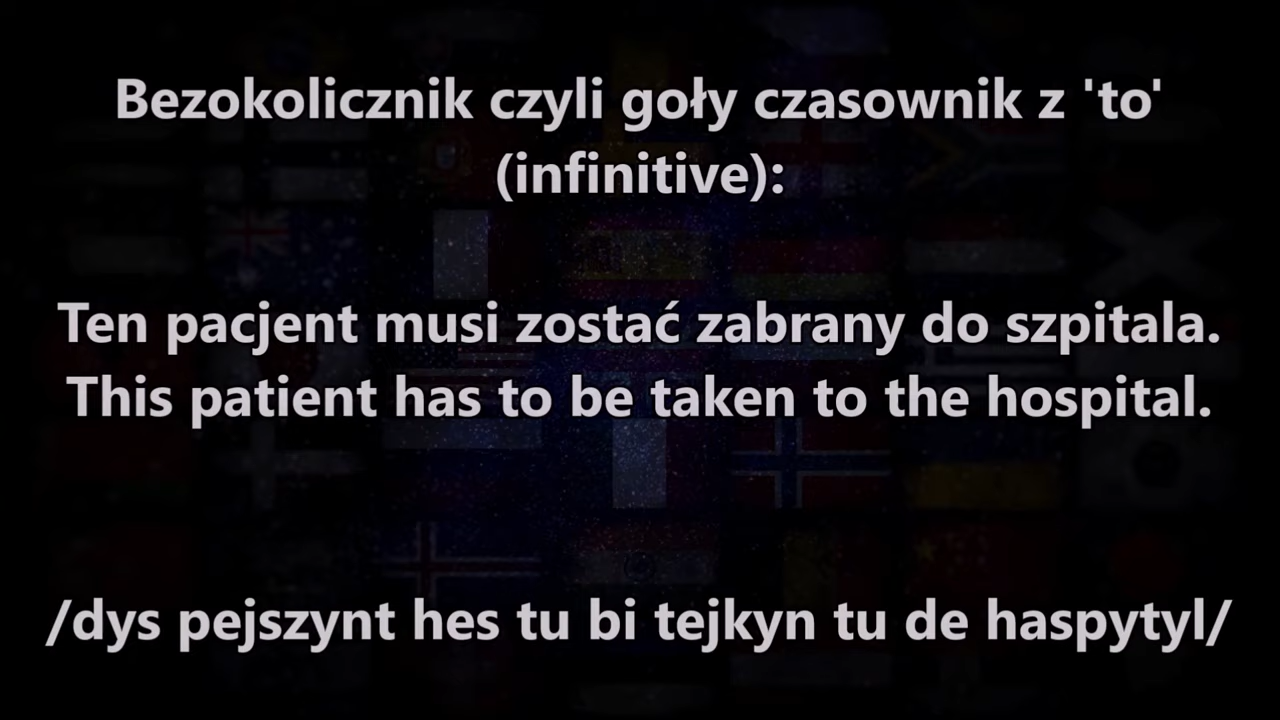 Bezokolicznik czyli goły czasownik z 'to'
(infinitive):
Ten pacjent musi zostać zabrany do szpitala.
This patient has to be taken to the hospital.
/dys pejszynt hes tu bi tejkyn tu de haspytyl/